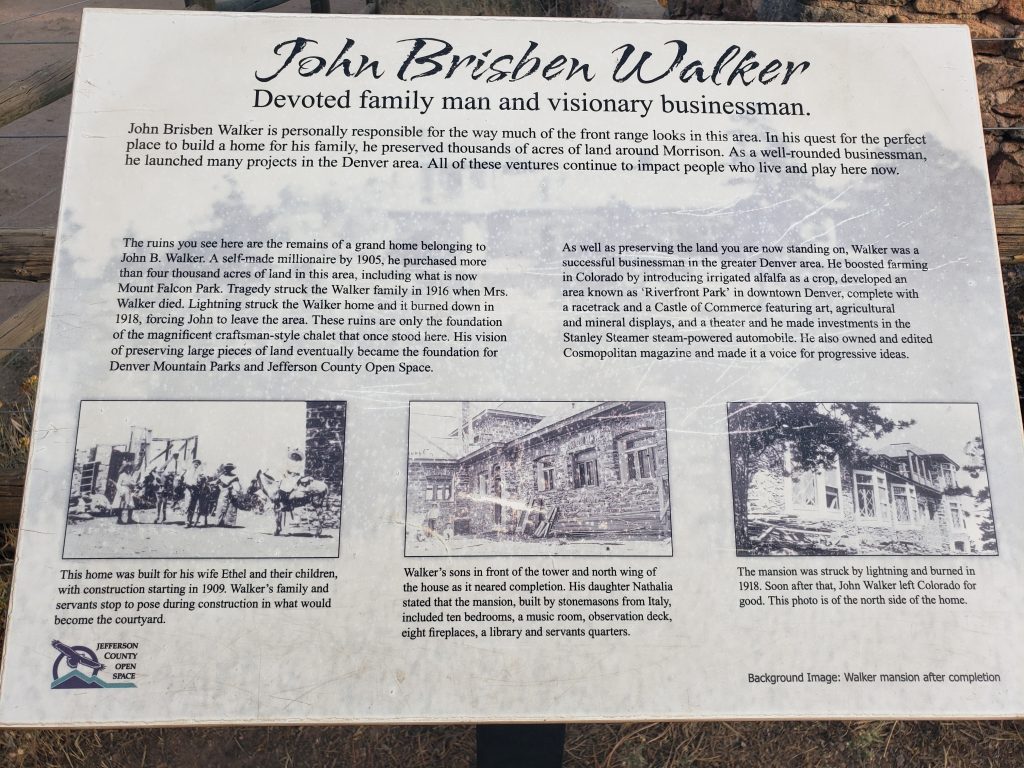 John Brisben Walker
Devoted family man and visionary businessman.
John Brisben Walker is personally responsible for the way much of the front range looks in this area. In his quest for the perfect
place to build a home for his family, he preserved thousands of acres of land around Morrison. As a well-rounded businessman,
he launched many projects in the Denver area. All of these ventures continue to impact people who live and play here now.
The ruins you see here are the remains of a grand home belonging to
John B. Walker. A self-made millionaire by 1905, he purchased more
than four thousand acres of land in this area, including what is now
Mount Falcon Park. Tragedy struck the Walker family in 1916 when Mrs.
Walker died. Lightning struck the Walker home and it burned down in
1918, forcing John to leave the area. These ruins are only the foundation
of the magnificent craftsman-style chalet that once stood here. His vision
of preserving large pieces of land eventually became the foundation for
Denver Mountain Parks and Jefferson County Open Space.
As well as preserving the land you are now standing on, Walker was a
successful businessman in the greater Denver area. He boosted farming
in Colorado by introducing irrigated alfalfa as a crop, developed an
area known as 'Riverfront Park' in downtown Denver, complete with
a racetrack and a Castle of Commerce featuring art, agricultural
and mineral displays, and a theater and he made investments in the
Stanley Steamer steam-powered automobile. He also owned and edited
Cosmopolitan magazine and made it a voice for progressive ideas.
This home was built for his wife Ethel and their children,
with construction starting in 1909. Walker's family and
servants stop to pose during construction in what would
become the courtyard.
Walker's sons in front of the tower and north wing of
the house as it neared completion. His daughter Nathalia
stated that the mansion, built by stonemasons from Italy,
included ten bedrooms, a music room, observation deck,
eight fireplaces, a library and servants quarters.
The mansion was struck by lightning and burned in
1918. Soon after that, John Walker left Colorado for
good. This photo is of the north side of the home.
JEFFERSON
COUNTY
OPEN
SPACE
Background Image: Walker mansion after completion